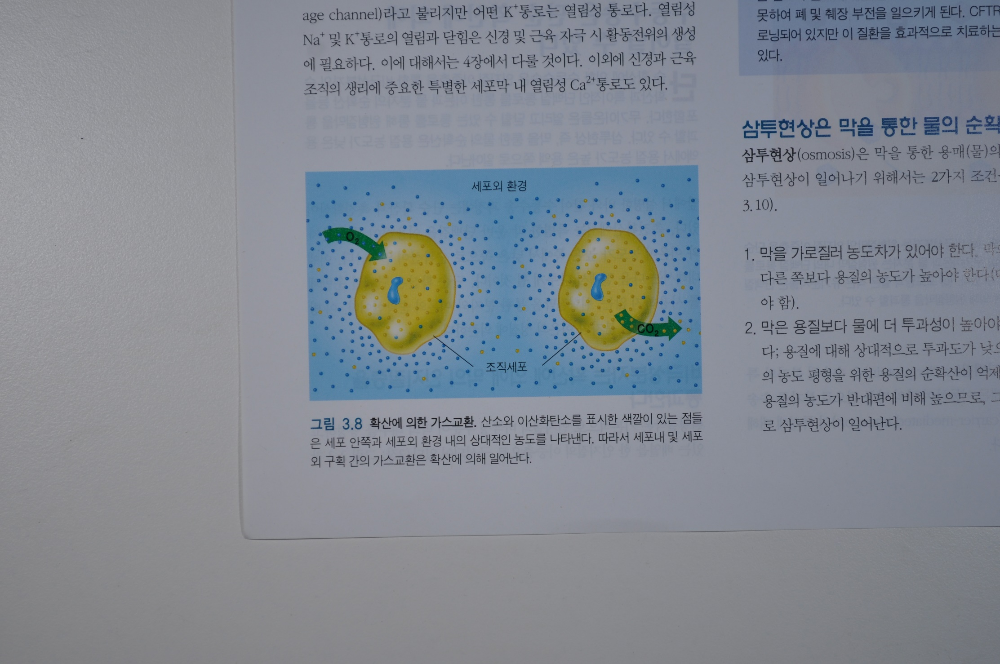 age channel)라고 불리지만 어떤 K⁺통로는 열림성 통로다. 열림성
Na⁺ 및 K⁺통로의 열림과 닫힘은 신경 및 근육 자극 시 활동전위의 생성
에 필요하다. 이에 대해서는 4장에서 다룰 것이다. 이외에 신경과 근육
조직의 생리에 중요한 특별한 세포막 내 열림성 Ca²⁺통로도 있다.
세포외 환경
O₂
CO₂
조직세포
그림 3.8 확산에 의한 가스교환. 산소와 이산화탄소를 표시한 색깔이 있는 점들
은 세포 안쪽과 세포외 환경 내의 상대적인 농도를 나타낸다. 따라서 세포내 및 세포
외 구획 간의 가스교환은 확산에 의해 일어난다.
못하여 폐 및 췌장 부전을 일으키게 된다. CFTR
로닝되어 있지만 이 질환을 효과적으로 치료하는
있다.
삼투현상은 막을 통한 물의 순확
삼투현상(osmosis)은 막을 통한 용매(물)의
삼투현상이 일어나기 위해서는 2가지 조건
3.10).
1. 막을 가로질러 농도차가 있어야 한다.
다른 쪽보다 용질의 농도가 높아야 한다
야 함).
2. 막은 용질보다 물에 더 투과성이 높아야
다; 용질에 대해 상대적으로 투과도가
의 농도 평형을 위한 용질의 순확산이 억제
용질의 농도가 반대편에 비해 높으므로, 그
로 삼투현상이 일어난다.